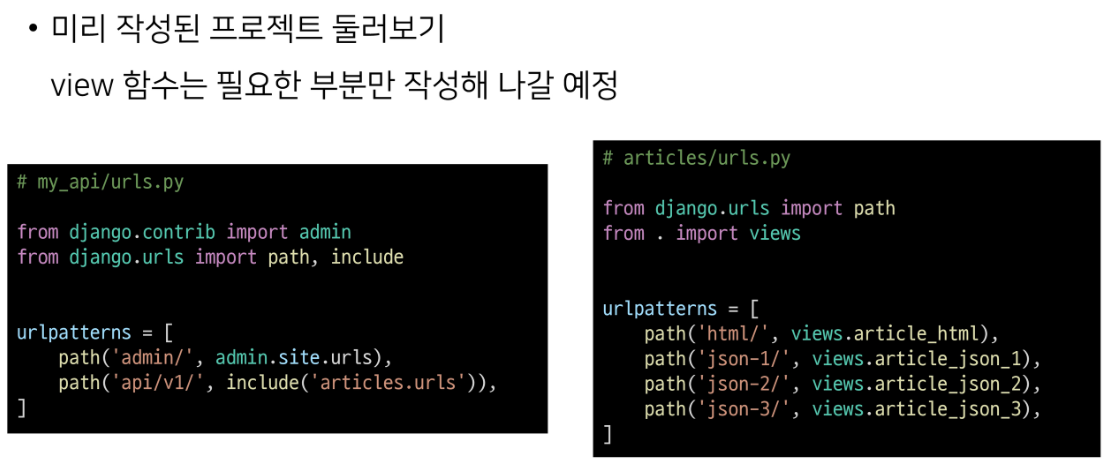 • 미리 작성된 프로젝트 둘러보기
view 함수는 필요한 부분만 작성해 나갈 예정
# my_api/urls.py
from django.contrib import admin
from django.urls import path, include
urlpatterns = [
    path('admin/', admin.site.urls),
    path('api/v1/', include('articles.urls')),
]
# articles/urls.py
from django.urls import path
from . import views
urlpatterns = [
    path('html/', views.article_html),
    path('json-1/', views.article_json_1),
    path('json-2/', views.article_json_2),
    path('json-3/', views.article_json_3),
]